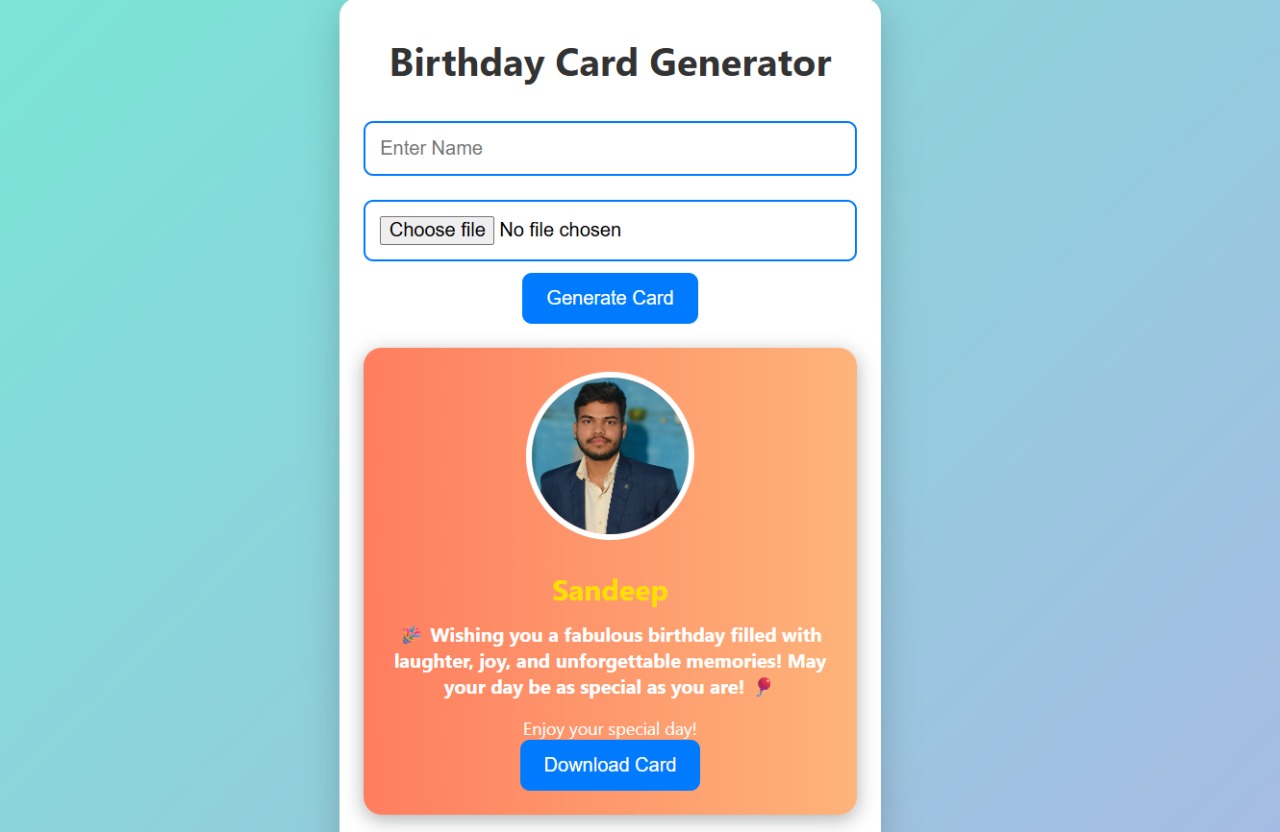 Birthday Card Generator
Enter Name
Choose file No file chosen
Generate Card
Sandeep
🎉 Wishing you a fabulous birthday filled with
laughter, joy, and unforgettable memories! May
your day be as special as you are! 🎈
Enjoy your special day!
Download Card